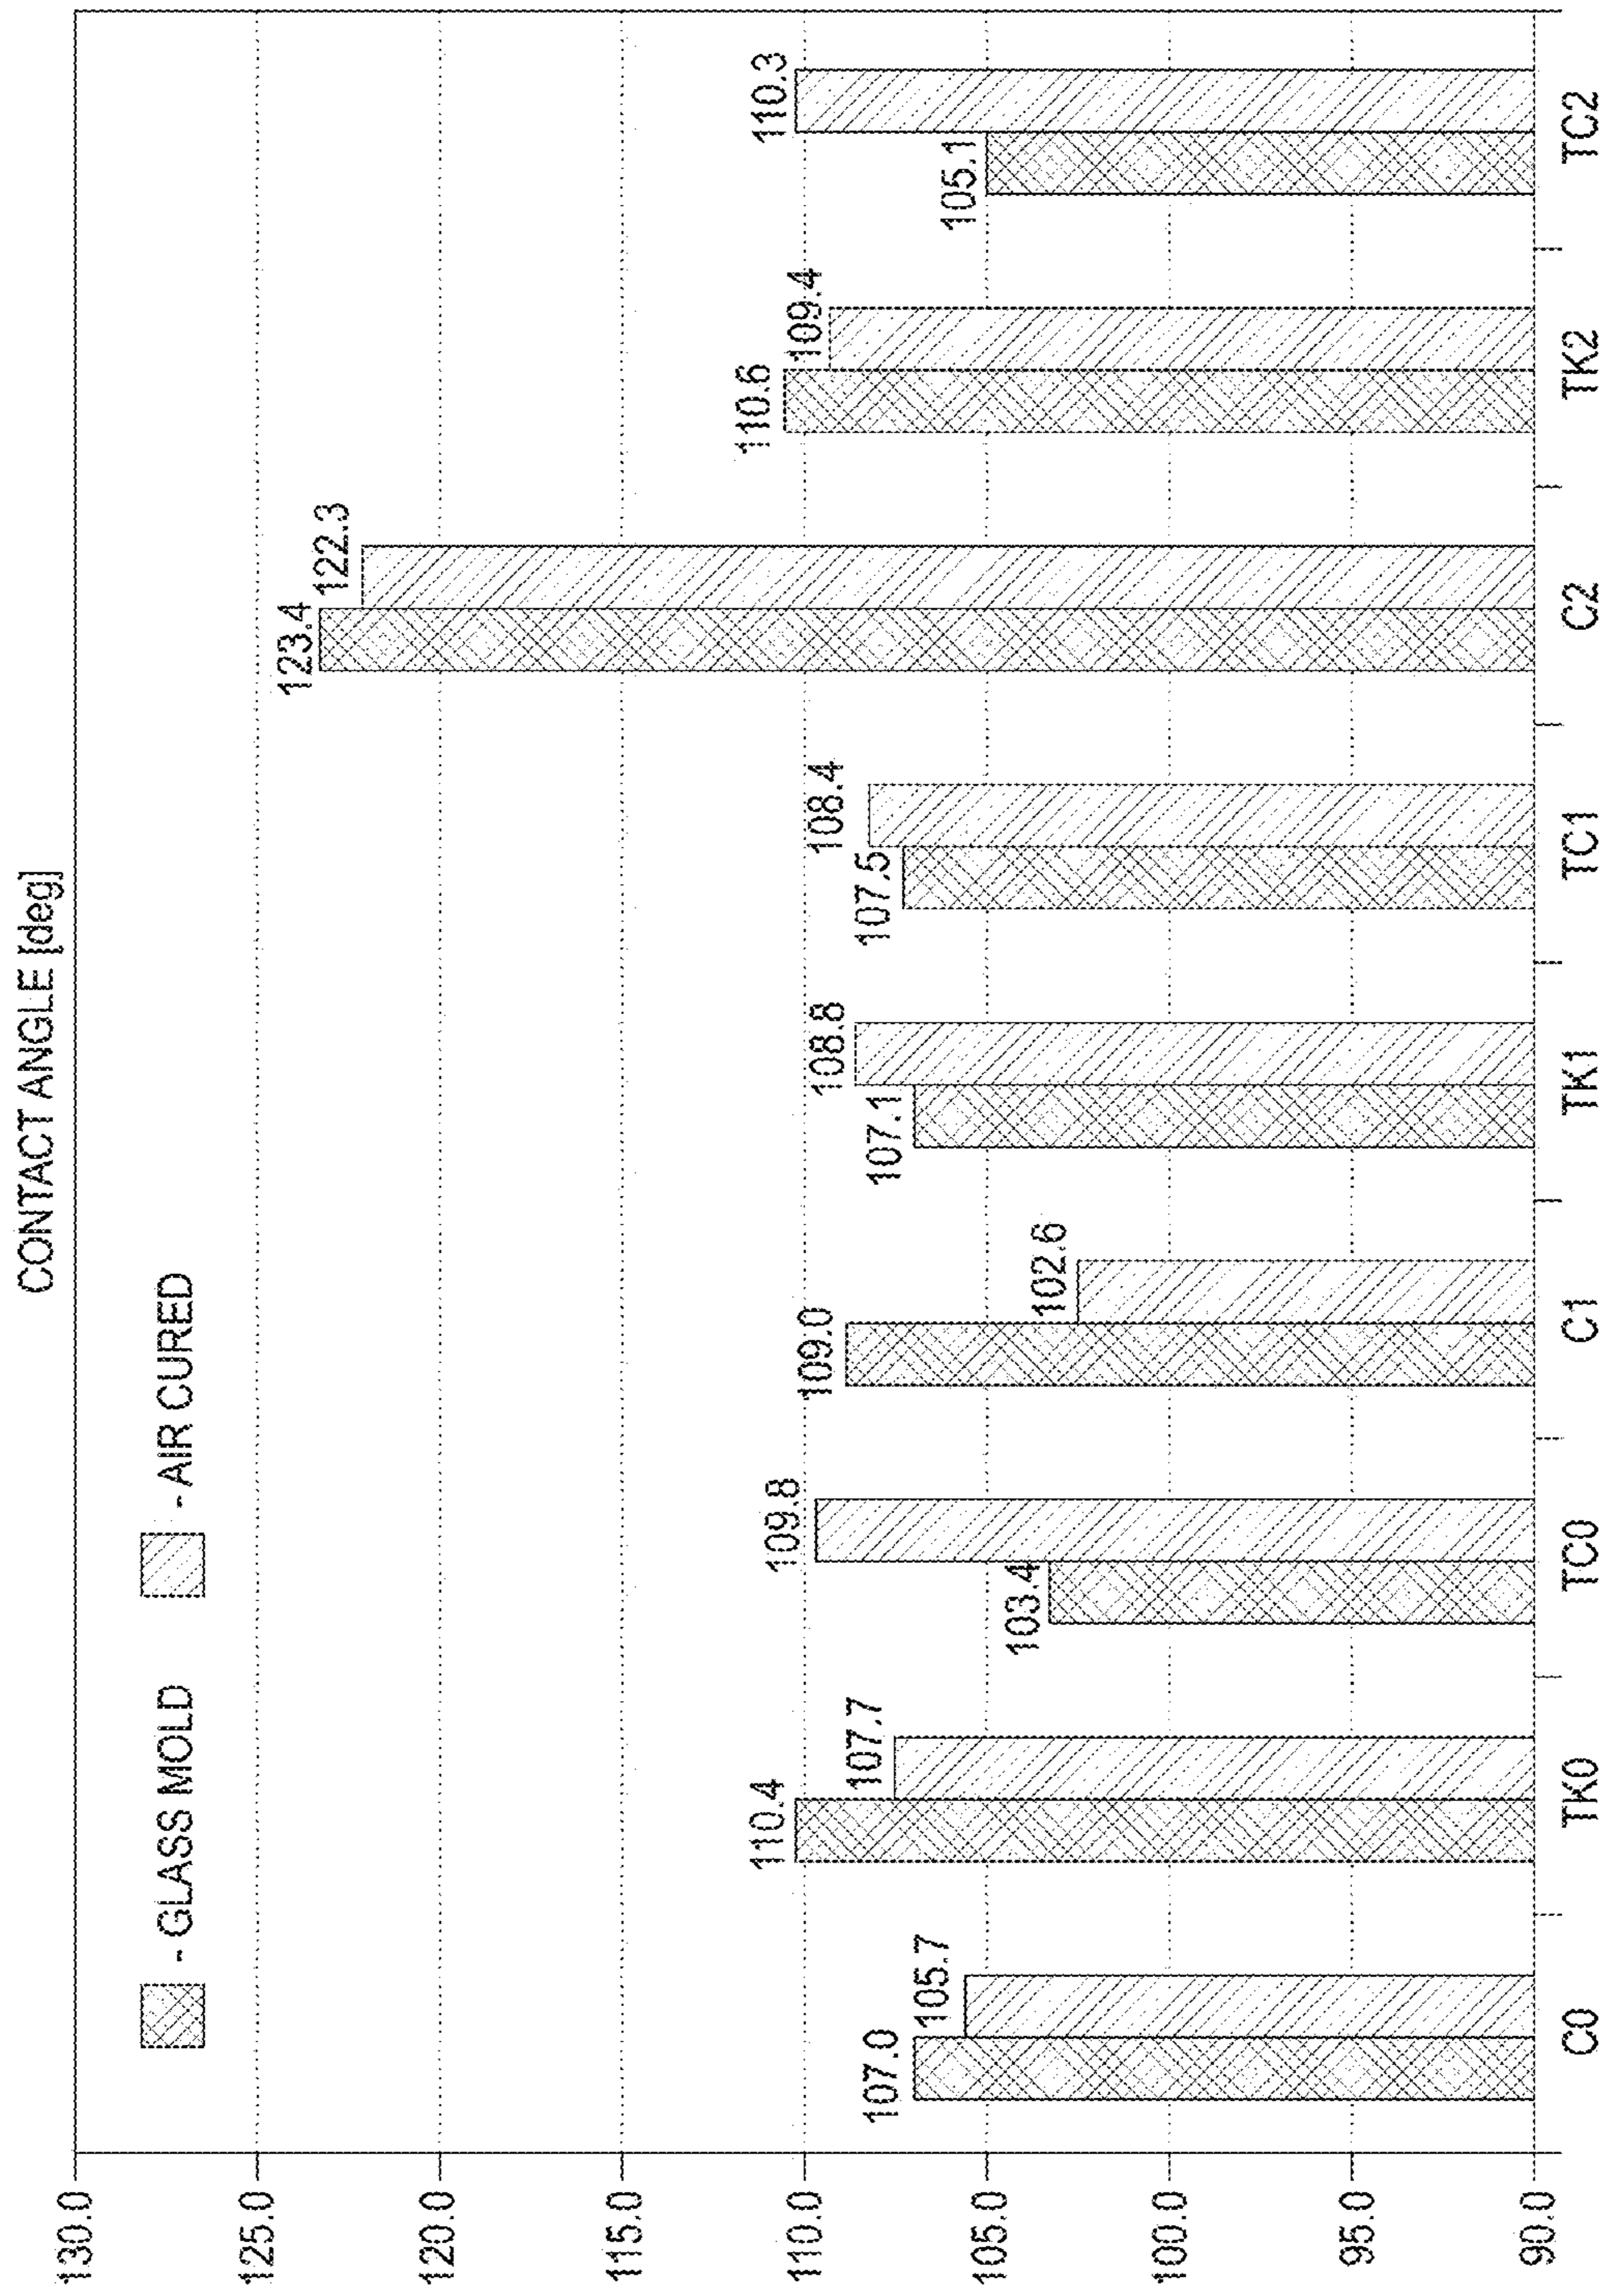 CONTACT ANGLE [deg]
- GLASS MOLD
- AIR CURED
130.0
125.0
120.0
115.0
110.0
105.0
100.0
95.0
90.0
107.0
105.7
110.4
107.7
103.4
109.8
109.0
102.6
107.1
108.8
107.5
108.4
123.4
122.3
110.6
109.4
105.1
110.3
C0
TK0
TC0
C1
TK1
TC1
C2
TK2
TC2